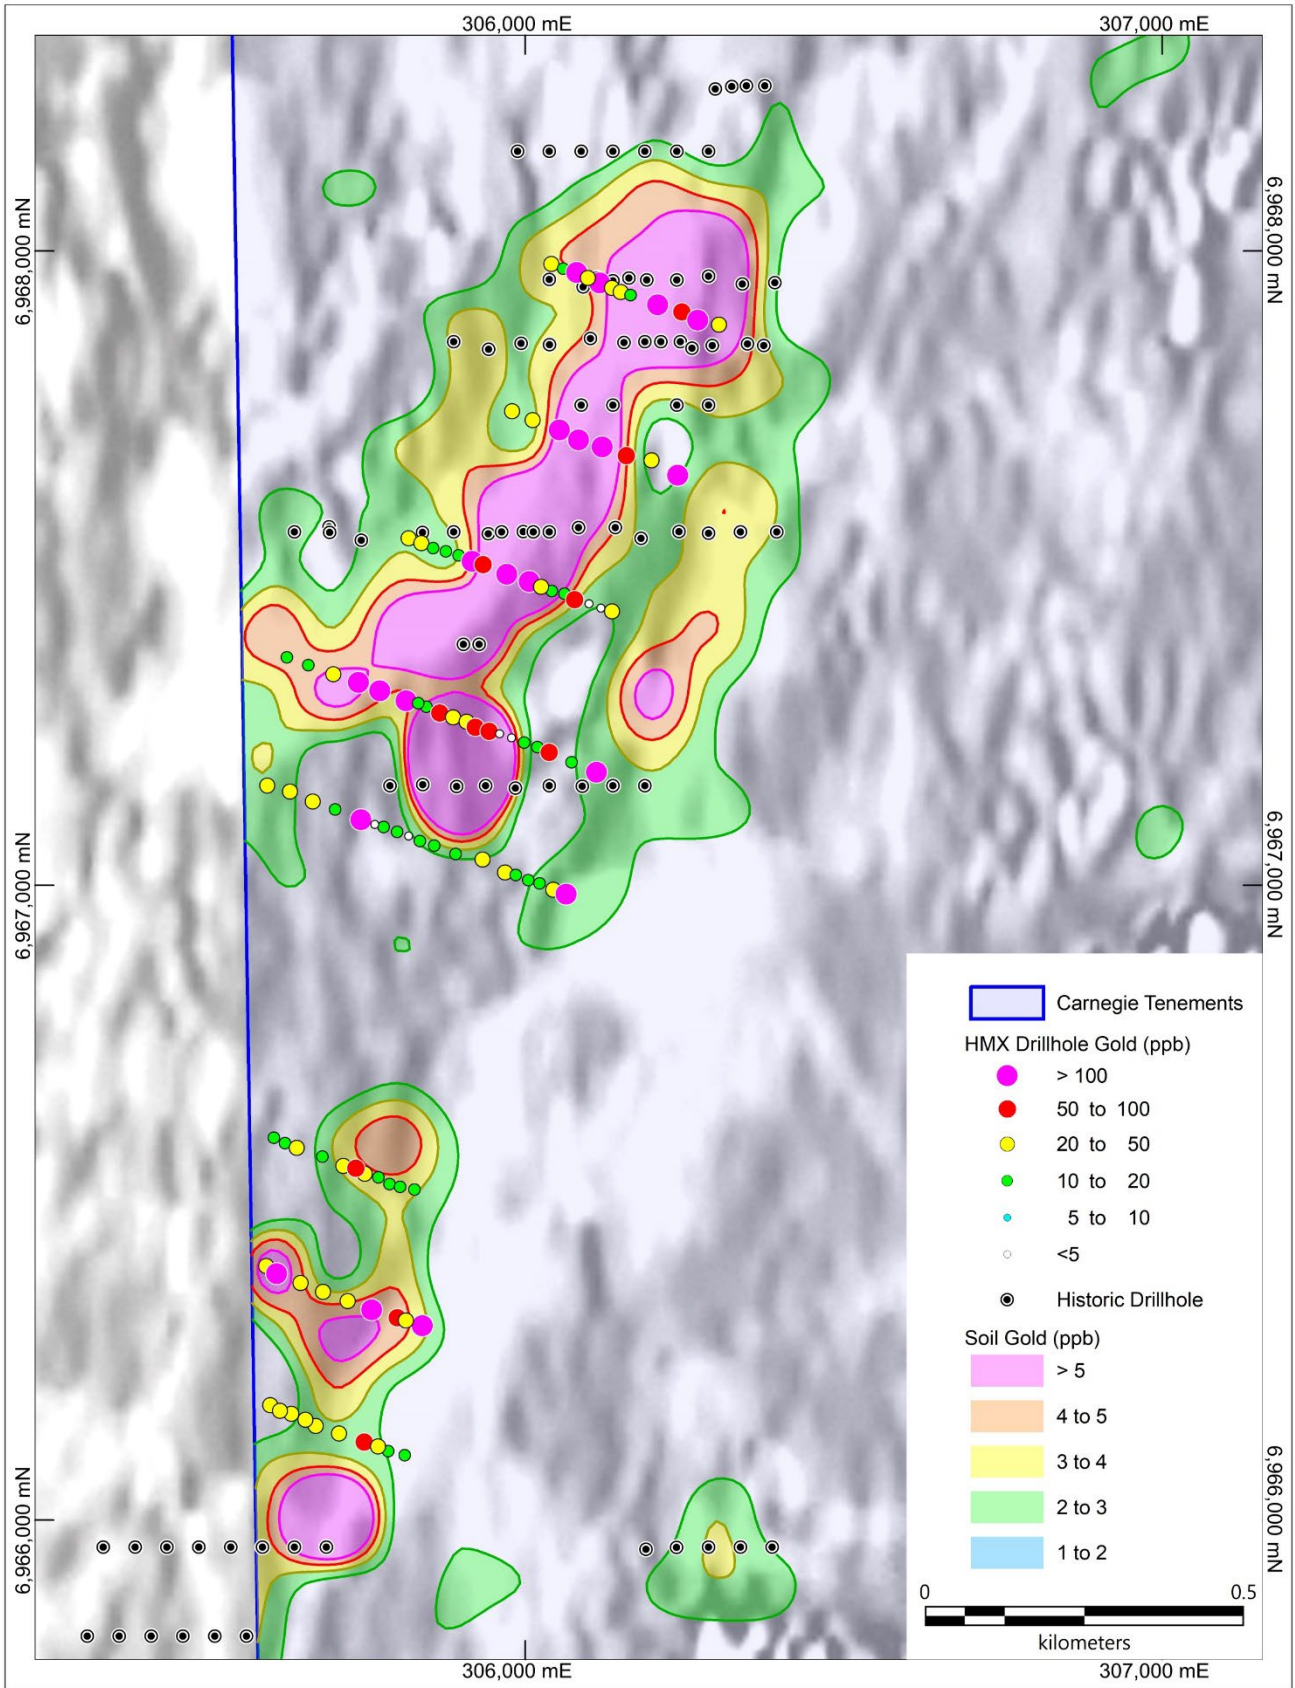 306,000 mE 307,000 mE
6,968,000 mN 6,968,000 mN
6,967,000 mN 6,967,000 mN
Carnegie Tenements
HMX Drillhole Gold (ppb)
> 100
50 to 100
20 to 50
10 to 20
5 to 10
<5
Historic Drillhole
Soil Gold (ppb)
> 5
4 to 5
3 to 4
2 to 3
1 to 2
6,966,000 mN 6,966,000 mN
0 0.5
kilometers
306,000 mE 307,000 mE